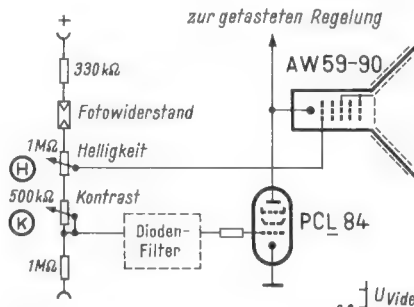 zur getasteten Regelung
+
AW59-90
330kΩ
Fotowiderstand
1MΩ
Helligkeit
H
500kΩ
Kontrast
K
Dioden-
Filter
PCL 84
1MΩ